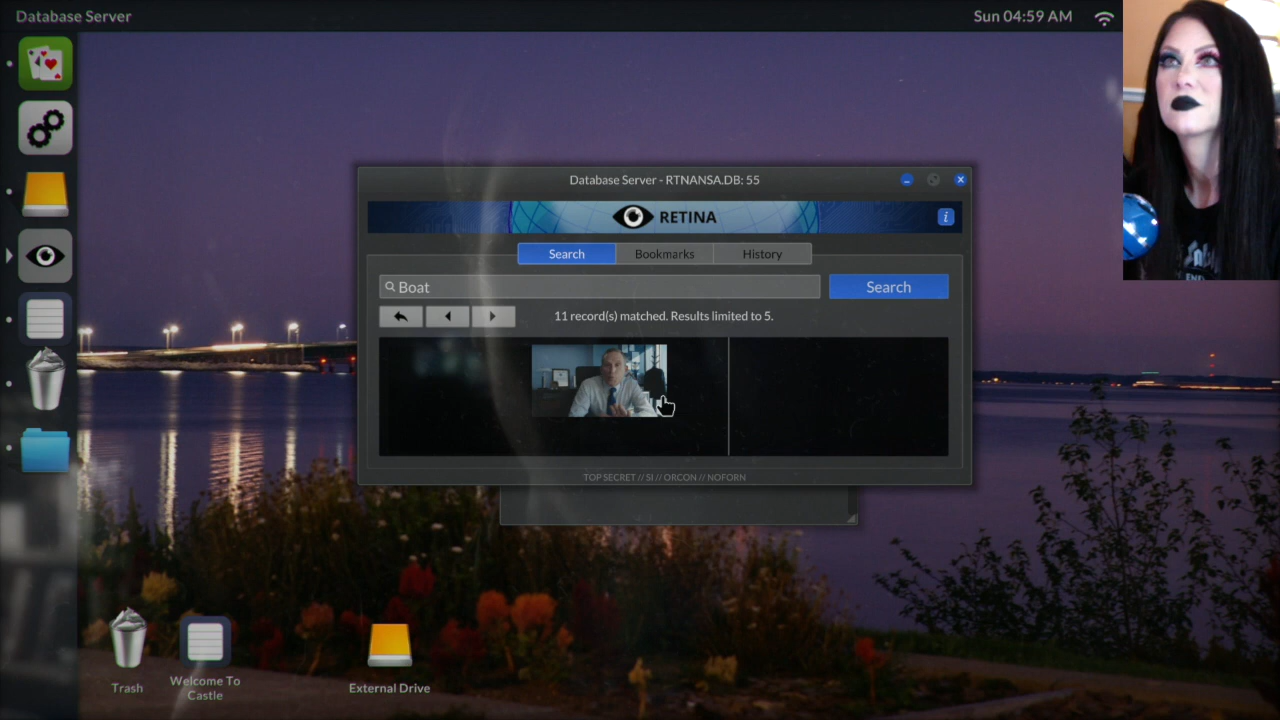 Database Server
Sun 04:59 AM
Database Server - RTNANSA.DB: 55
RETINA
i
Search
Bookmarks
History
Boat
Search
11 record(s) matched. Results limited to 5.
TOP SECRET // SI // ORCON // NOFORN
Trash
Welcome To
Castle
External Drive